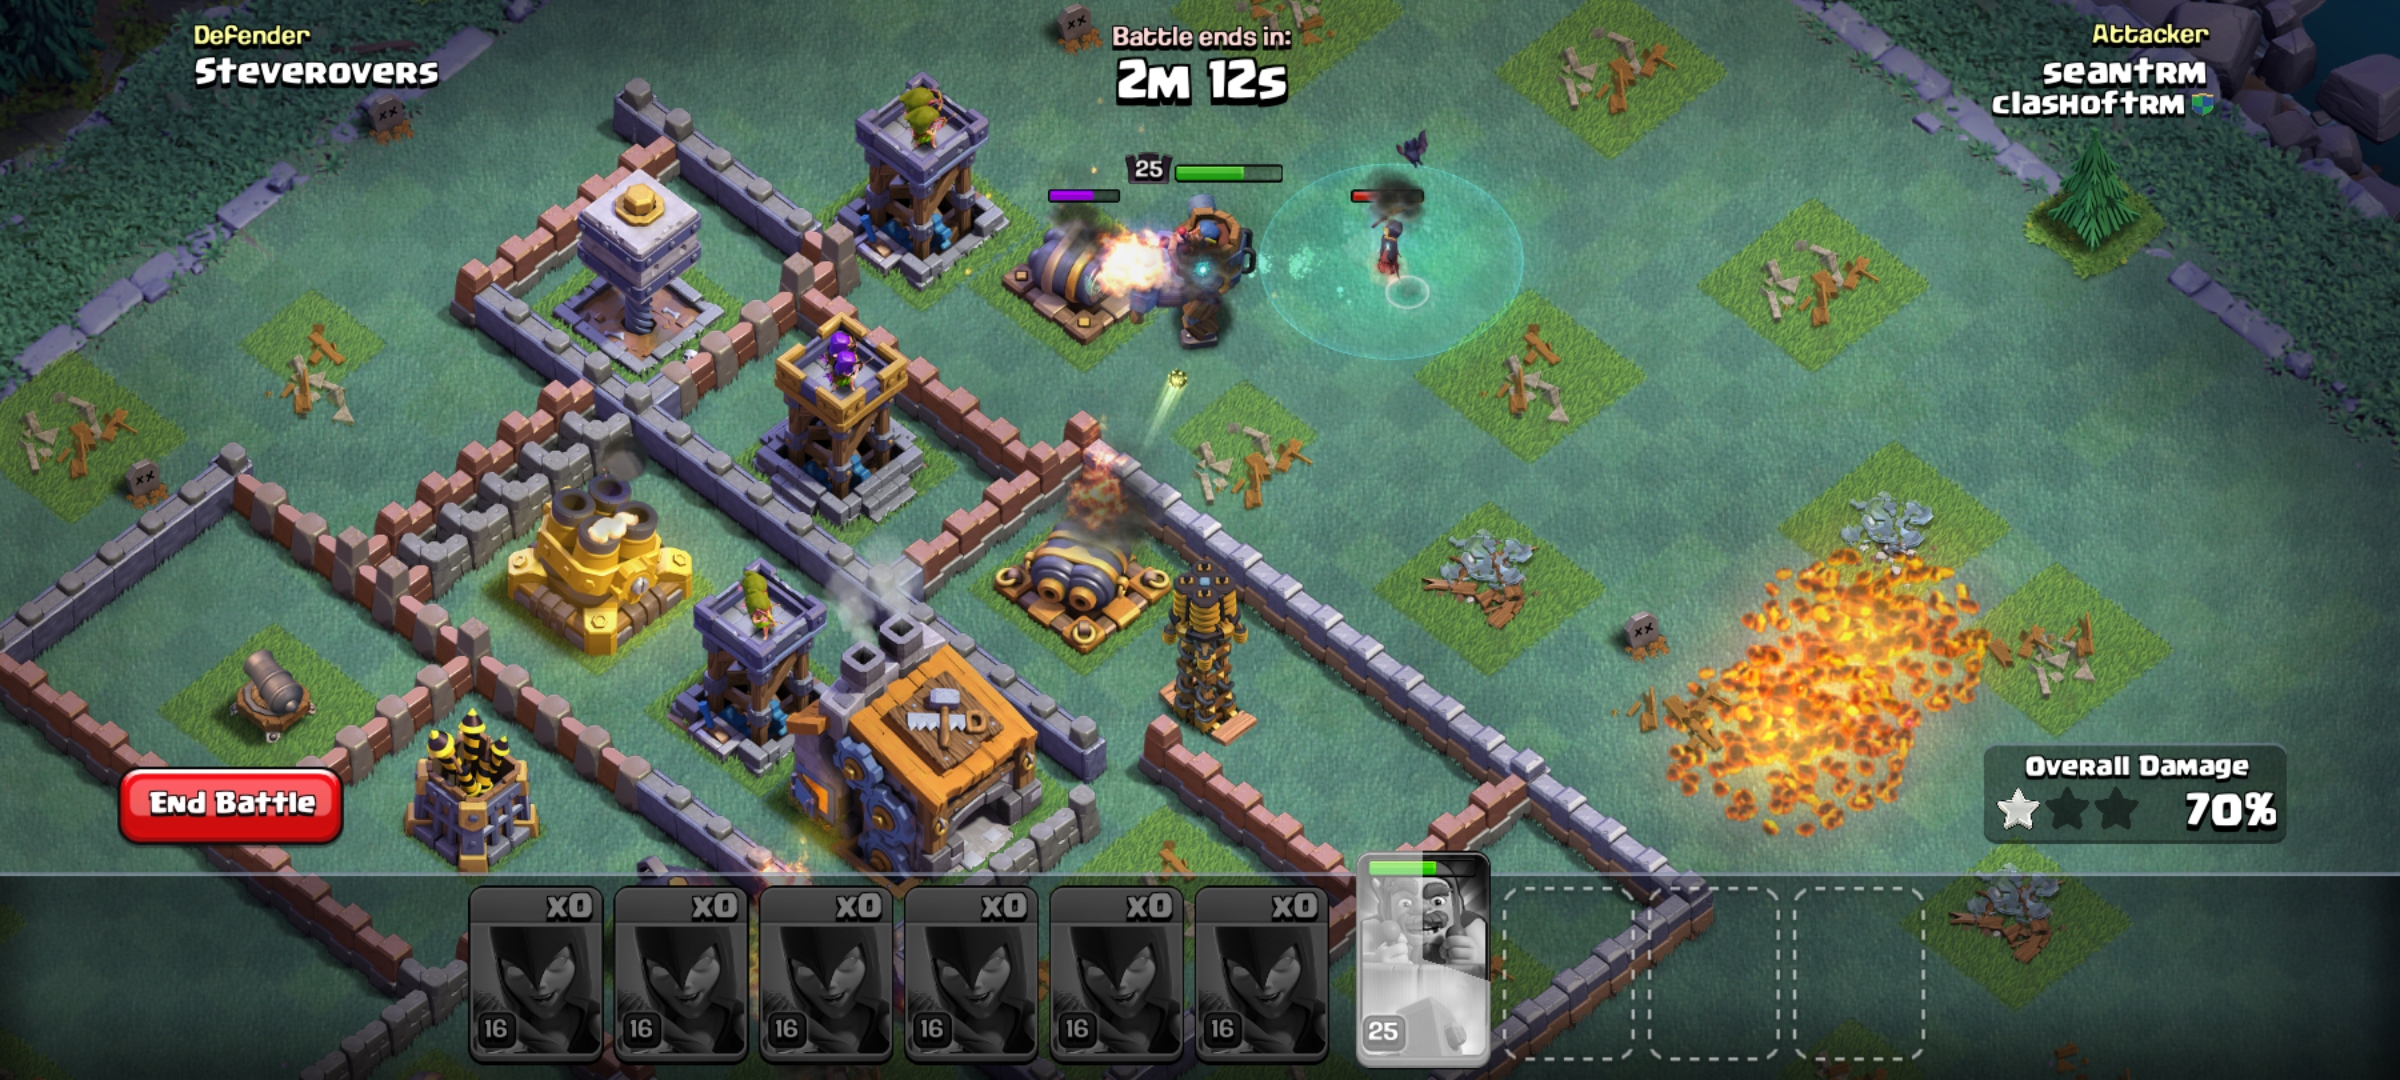 Defender
Steverovers
Battle ends in:
2M 12s
Attacker
seantrm
clashoftrm
25
End Battle
Overall Damage
70%
x0
x0
x0
x0
x0
x0
16
16
16
16
16
16
25